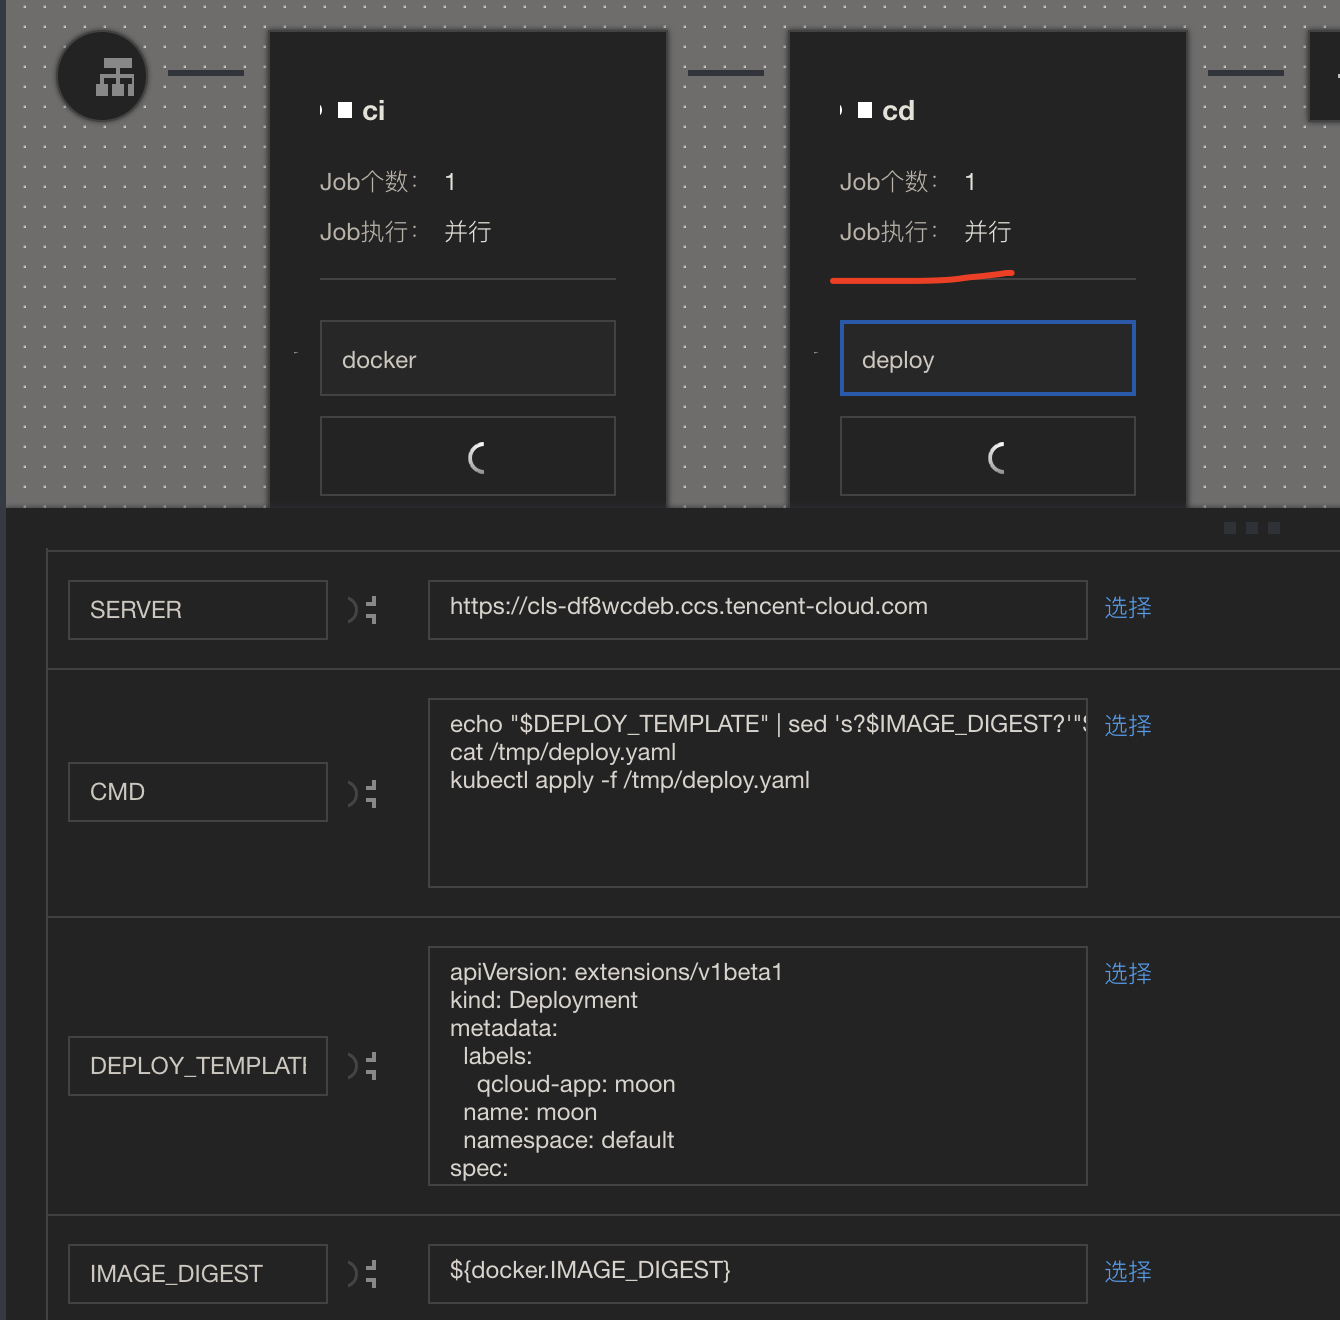 ci
Job个数： 1
Job执行： 并行
docker
cd
Job个数： 1
Job执行： 并行
deploy
SERVER
https://cls-df8wcdeb.ccs.tencent-cloud.com
选择
CMD
echo "$DEPLOY_TEMPLATE" | sed 's?$IMAGE_DIGEST?'"
cat /tmp/deploy.yaml
kubectl apply -f /tmp/deploy.yaml
选择
DEPLOY_TEMPLAT
apiVersion: extensions/v1beta1
kind: Deployment
metadata:
labels:
qcloud-app: moon
name: moon
namespace: default
spec:
选择
IMAGE_DIGEST
${docker.IMAGE_DIGEST}
选择